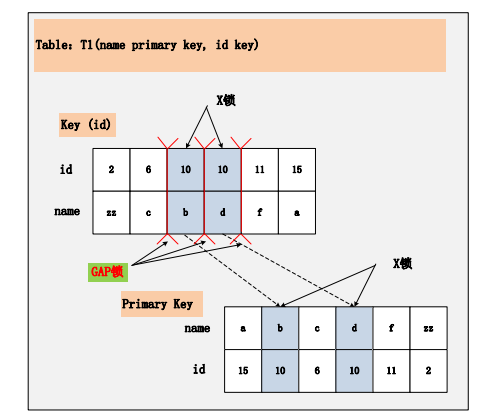 Table: T1(name primary key, id key)
X锁
Key (id)
id 2 6 10 10 11 15
name zz c b d f a
GAP锁
X锁
Primary Key
name a b c d f zz
id 15 10 6 10 11 2